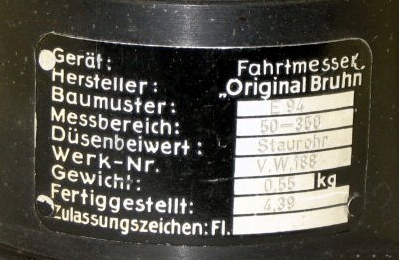 Gerät: Fahrtmesser
Hersteller: „Original Bruhn
Baumuster: E 94
Messbereich: 50-350
Düsenbeiwert: Staurohr
Werk-Nr. V.W.188
Gewicht: 0,55 kg
Fertiggestellt: 4.39
Zulassungszeichen: Fl.